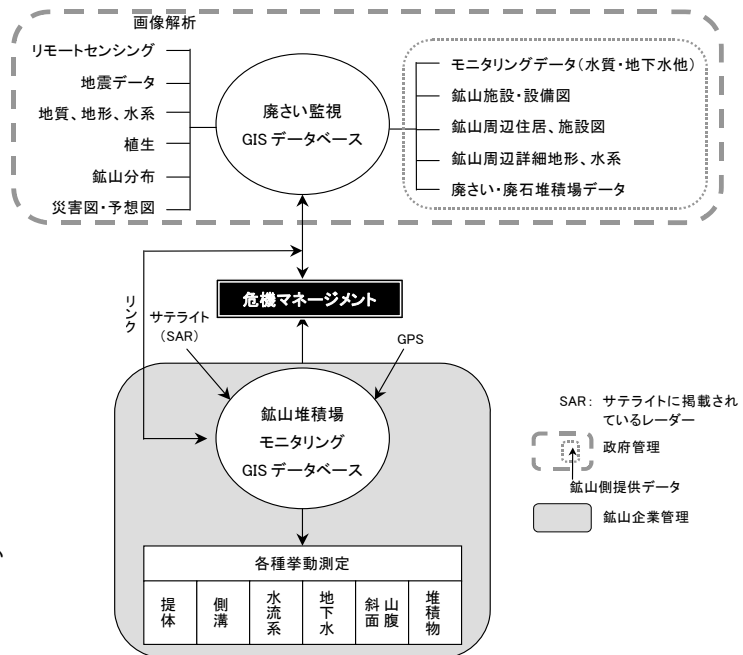 画像解析
リモートセンシング
地震データ
地質、地形、水系
植生
鉱山分布
災害図・予想図
廃さい監視
GIS データベース
モニタリングデータ（水質・地下水他）
鉱山施設・設備図
鉱山周辺住居、施設図
鉱山周辺詳細地形、水系
廃さい・廃石堆積場データ
危機マネージメント
リンク
サテライト
（SAR）
GPS
鉱山堆積場
モニタリング
GIS データベース
各種挙動測定
提体
側溝
水流系
地下水
山腹
斜面
堆積物
SAR： サテライトに掲載され
ているレーダー
政府管理
鉱山側提供データ
鉱山企業管理